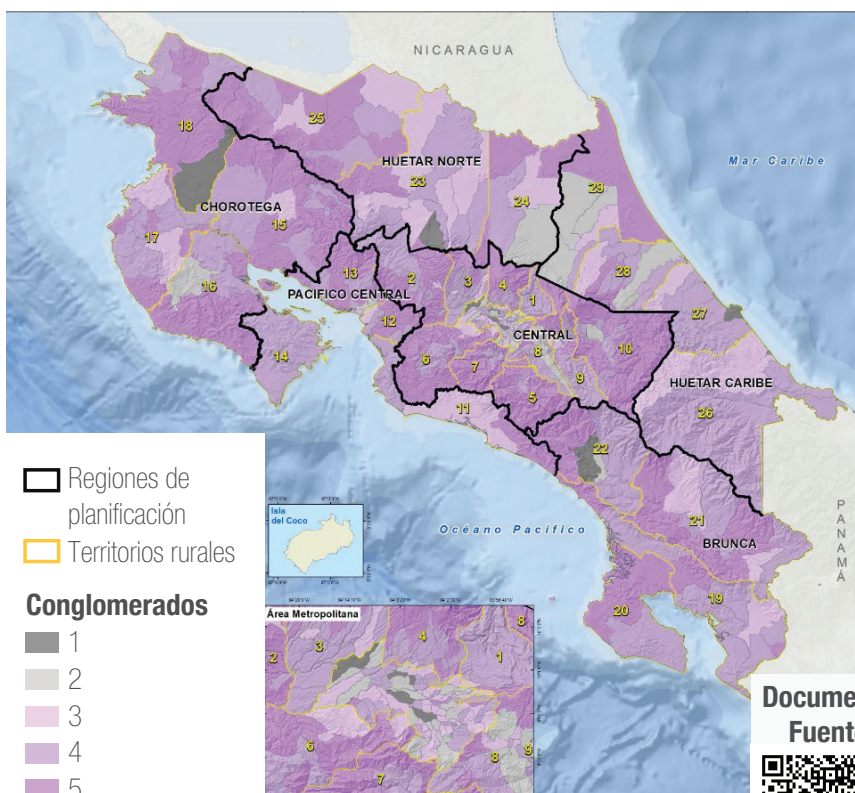 NICARAGUA
18
25
Mar Caribe
HUETAR NORTE
23
29
24
CHOROTEGA
15
17
28
13
2
3
4
16
PACIFICO CENTRAL
1
27
12
CENTRAL
8
6
7
10
14
9
HUETAR CARIBE
5
11
26
22
Regiones de
planificación
Territorios rurales
Isla
del Coco
Océano Pacífico
21
BRUNCA
PANAMÁ
20
19
Conglomerados
1
2
3
4
5
Área Metropolitana
8
2
3
4
1
6
8
9
7
Docume
Fuent